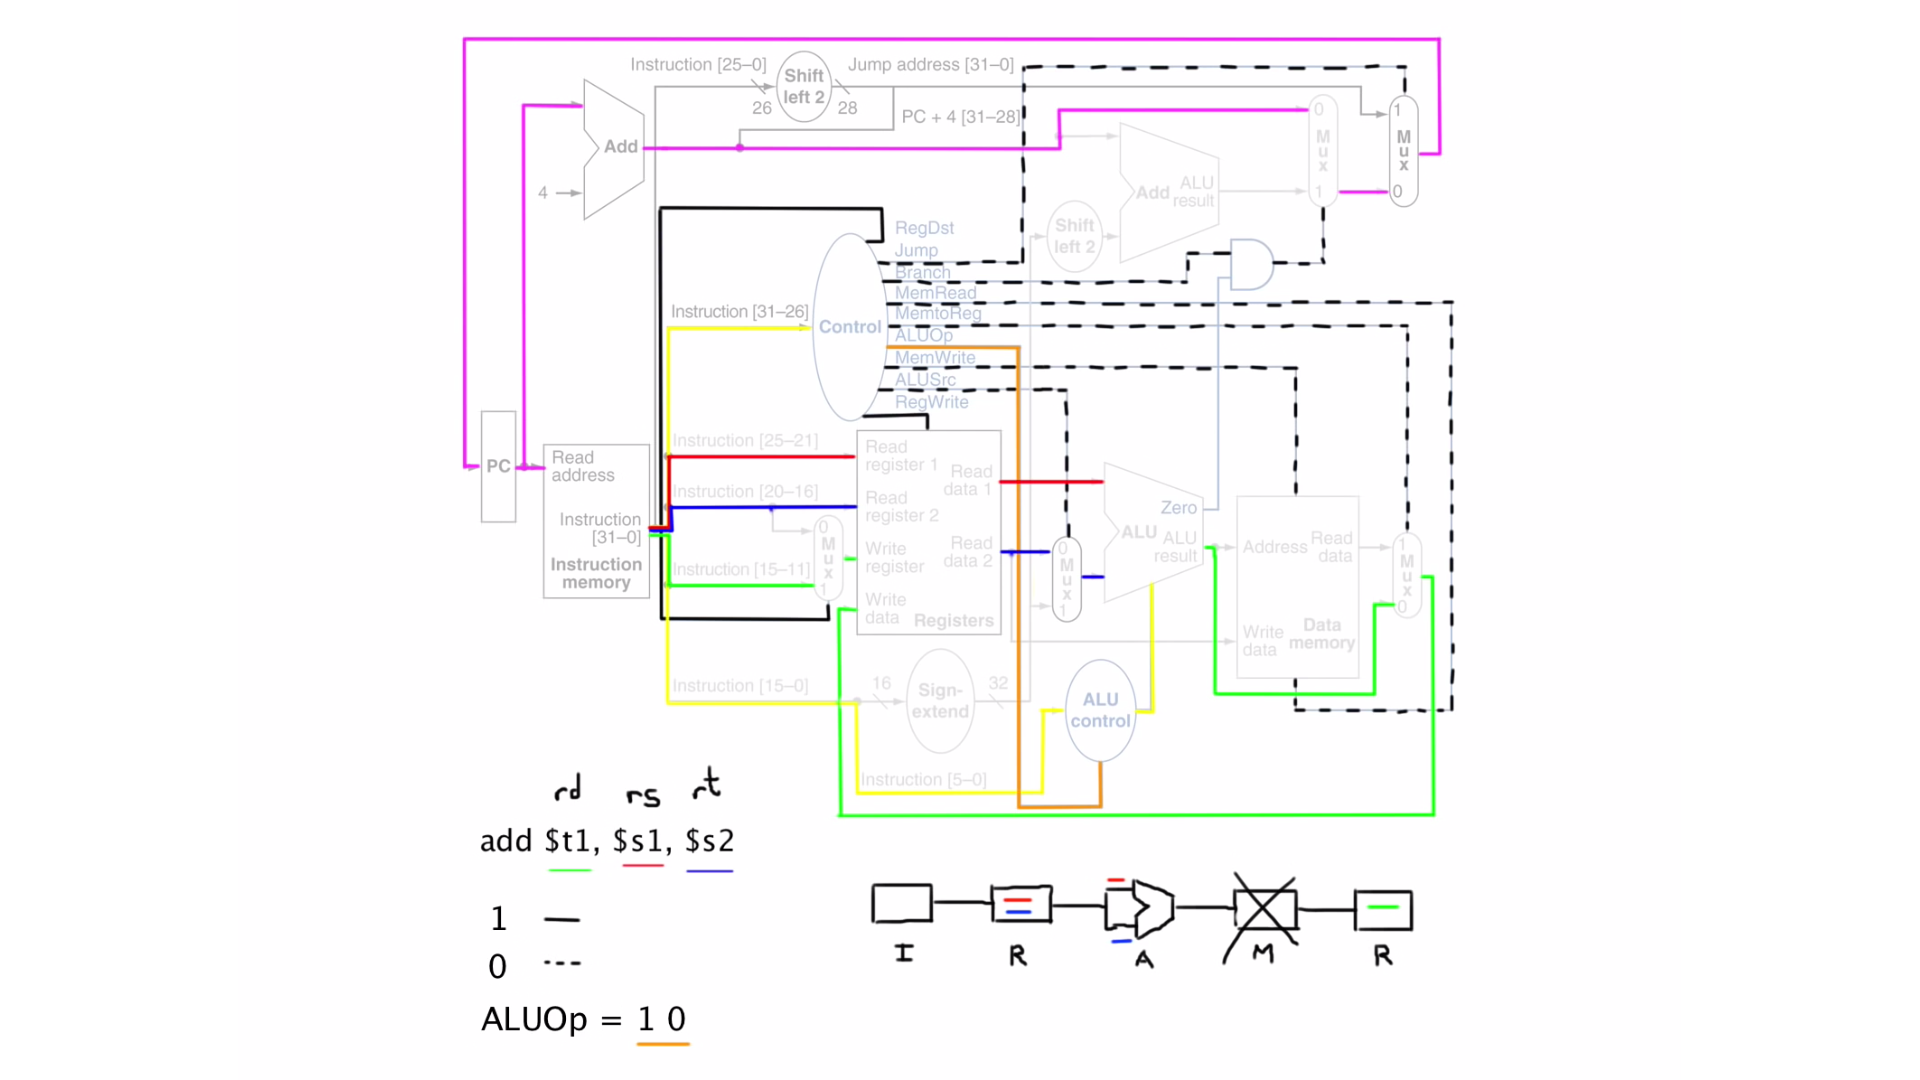 Instruction [25–0]
Shift
left 2
Jump address [31–0]
26
28
PC + 4 [31–28]
Add
4
0
M
u
x
1
1
M
u
x
0
Add
ALU
result
Shift
left 2
RegDst
Jump
Branch
MemRead
MemtoReg
ALUOp
MemWrite
ALUSrc
RegWrite
Control
Instruction [31–26]
PC
Read
address
Instruction
[31–0]
Instruction
memory
Instruction [25–21]
Instruction [20–16]
Instruction [15–11]
0
M
u
x
1
Read
register 1
Read
register 2
Write
register
Write
data
Read
data 1
Read
data 2
Registers
0
M
u
x
1
Zero
ALU
ALU
result
Address
Read
data
Write
data
Data
memory
1
M
u
x
0
Instruction [15–0]
16
Sign-
extend
32
ALU
control
Instruction [5–0]
rd rs rt
add $t1, $s1, $s2
1
0
ALUOp = 1 0
I R A M R